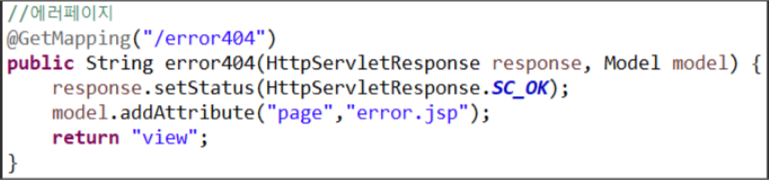 //에러페이지
@GetMapping("/error404")
public String error404(HttpServletResponse response, Model model) {
    response.setStatus(HttpServletResponse.SC_OK);
    model.addAttribute("page","error.jsp");
    return "view";
}